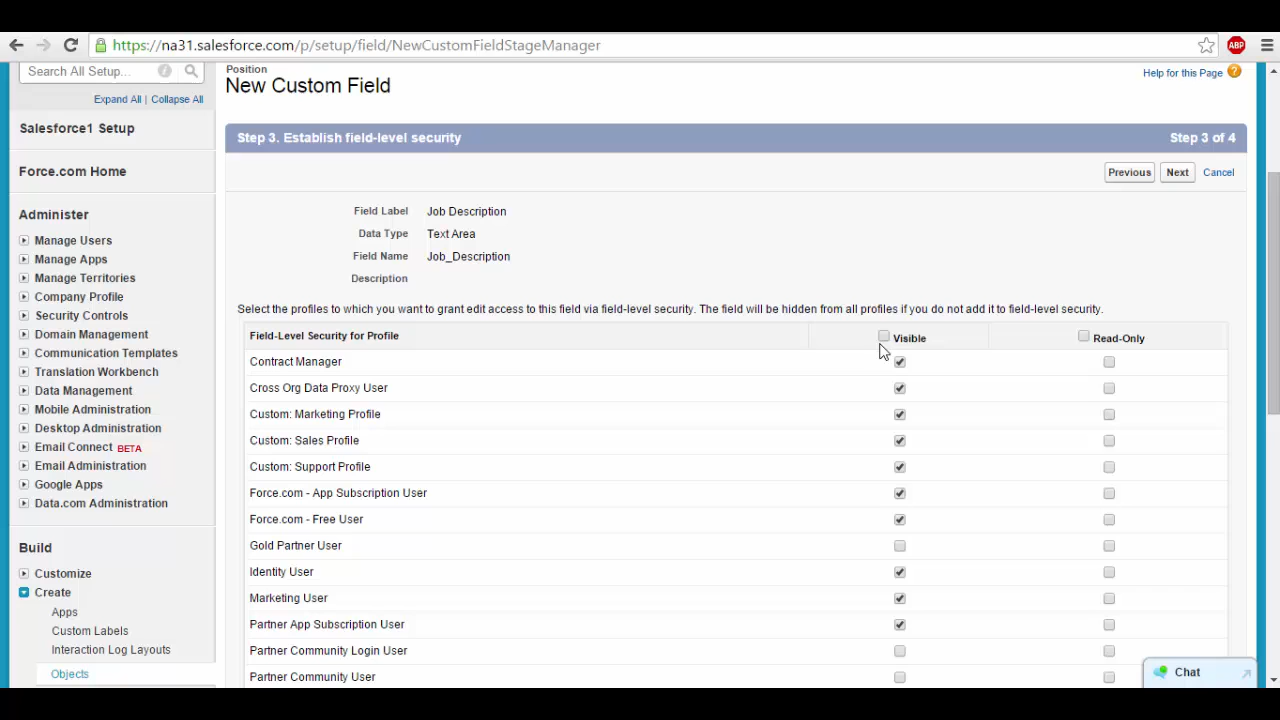 https://na31.salesforce.com/p/setup/field/NewCustomFieldStageManager
ABP
Search All Setup...
i
Expand All | Collapse All
Salesforce1 Setup
Force.com Home
Administer
Manage Users
Manage Apps
Manage Territories
Company Profile
Security Controls
Domain Management
Communication Templates
Translation Workbench
Data Management
Mobile Administration
Desktop Administration
Email Connect BETA
Email Administration
Google Apps
Data.com Administration
Build
Customize
Create
Apps
Custom Labels
Interaction Log Layouts
Objects
Position
New Custom Field
Help for this Page ?
Step 3. Establish field-level security Step 3 of 4
Previous Next Cancel
Field Label Job Description
Data Type Text Area
Field Name Job_Description
Description
Select the profiles to which you want to grant edit access to this field via field-level security. The field will be hidden from all profiles if you do not add it to field-level security.
Field-Level Security for Profile Visible Read-Only
Contract Manager
Cross Org Data Proxy User
Custom: Marketing Profile
Custom: Sales Profile
Custom: Support Profile
Force.com - App Subscription User
Force.com - Free User
Gold Partner User
Identity User
Marketing User
Partner App Subscription User
Partner Community Login User
Partner Community User
Chat